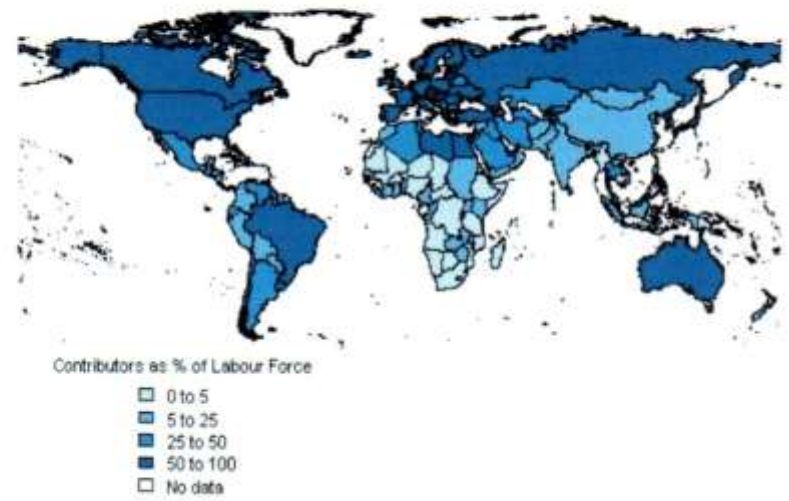 Contributors as % of Labour Force
0 to 5
5 to 25
25 to 50
50 to 100
No data